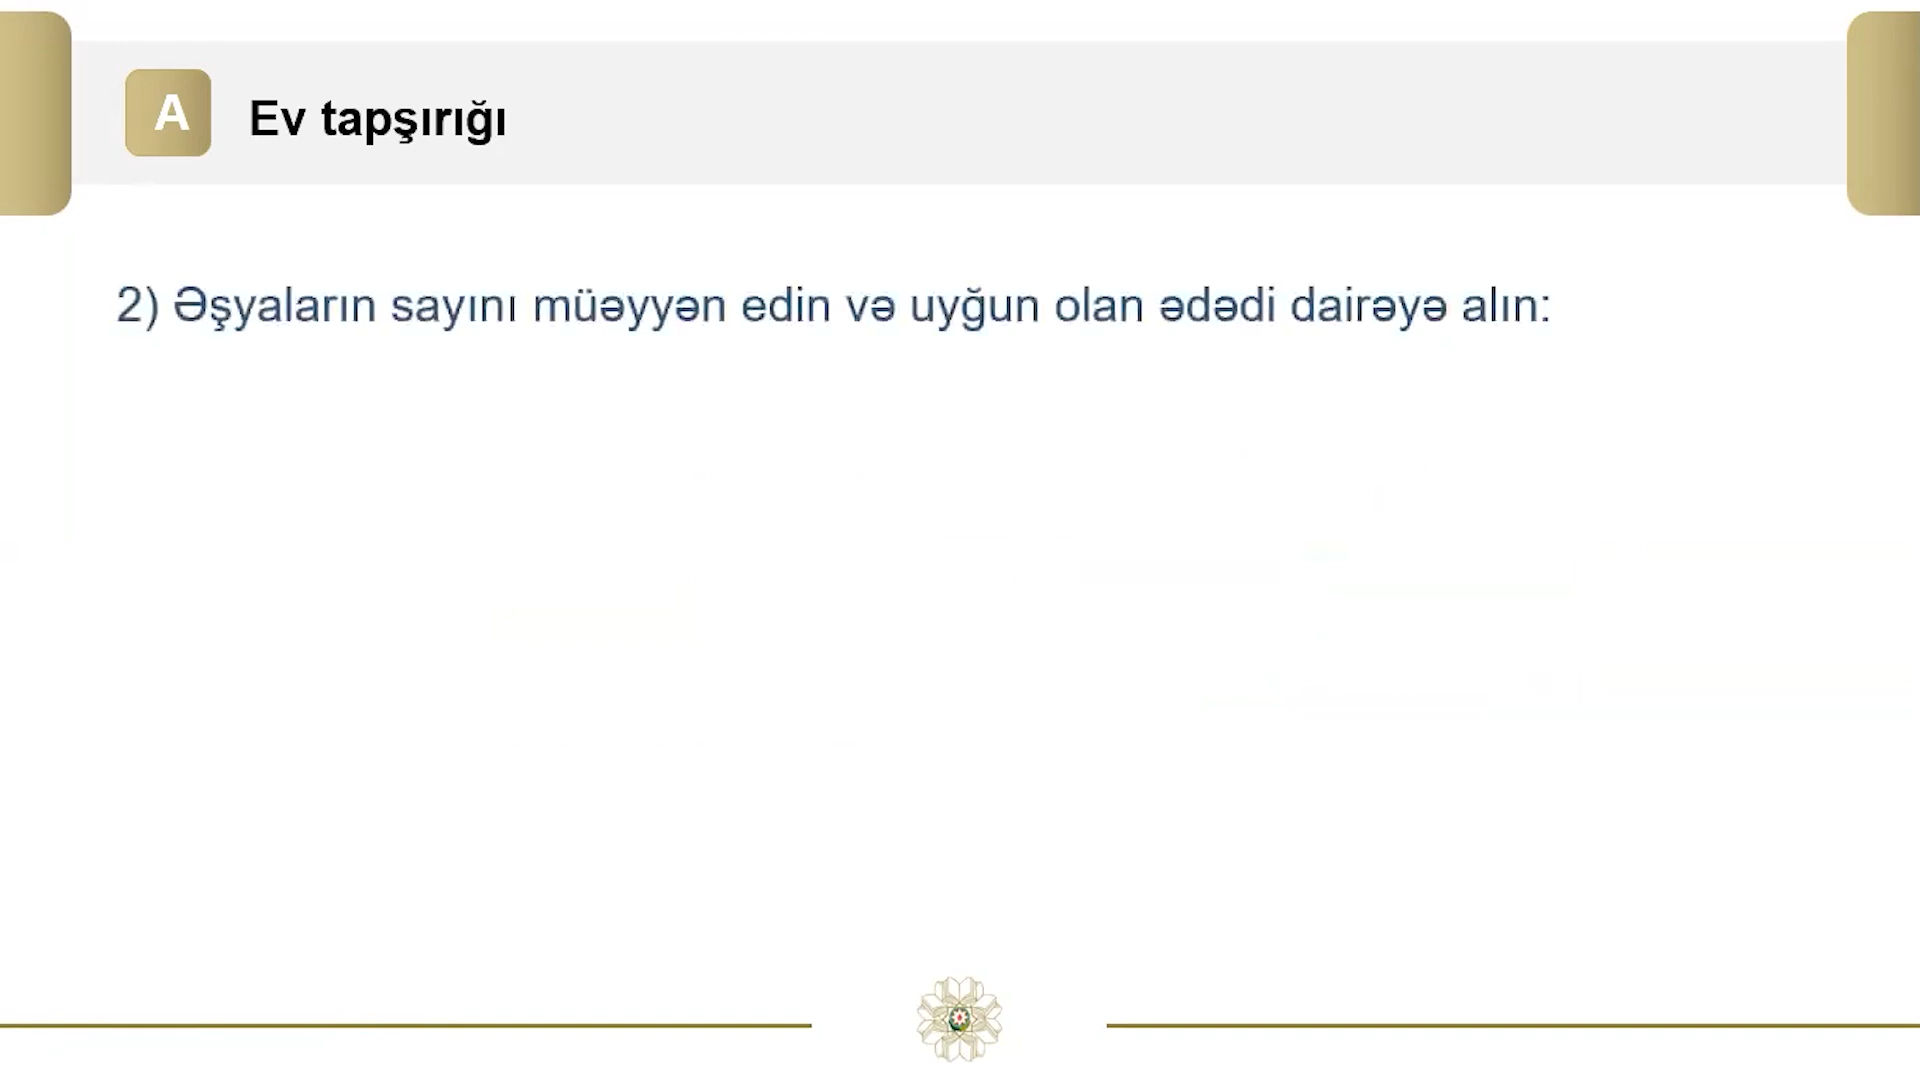 A
Ev tapşırığı
2) Əşyaların sayını müəyyən edin və uyğun olan ədədi dairəyə alın: